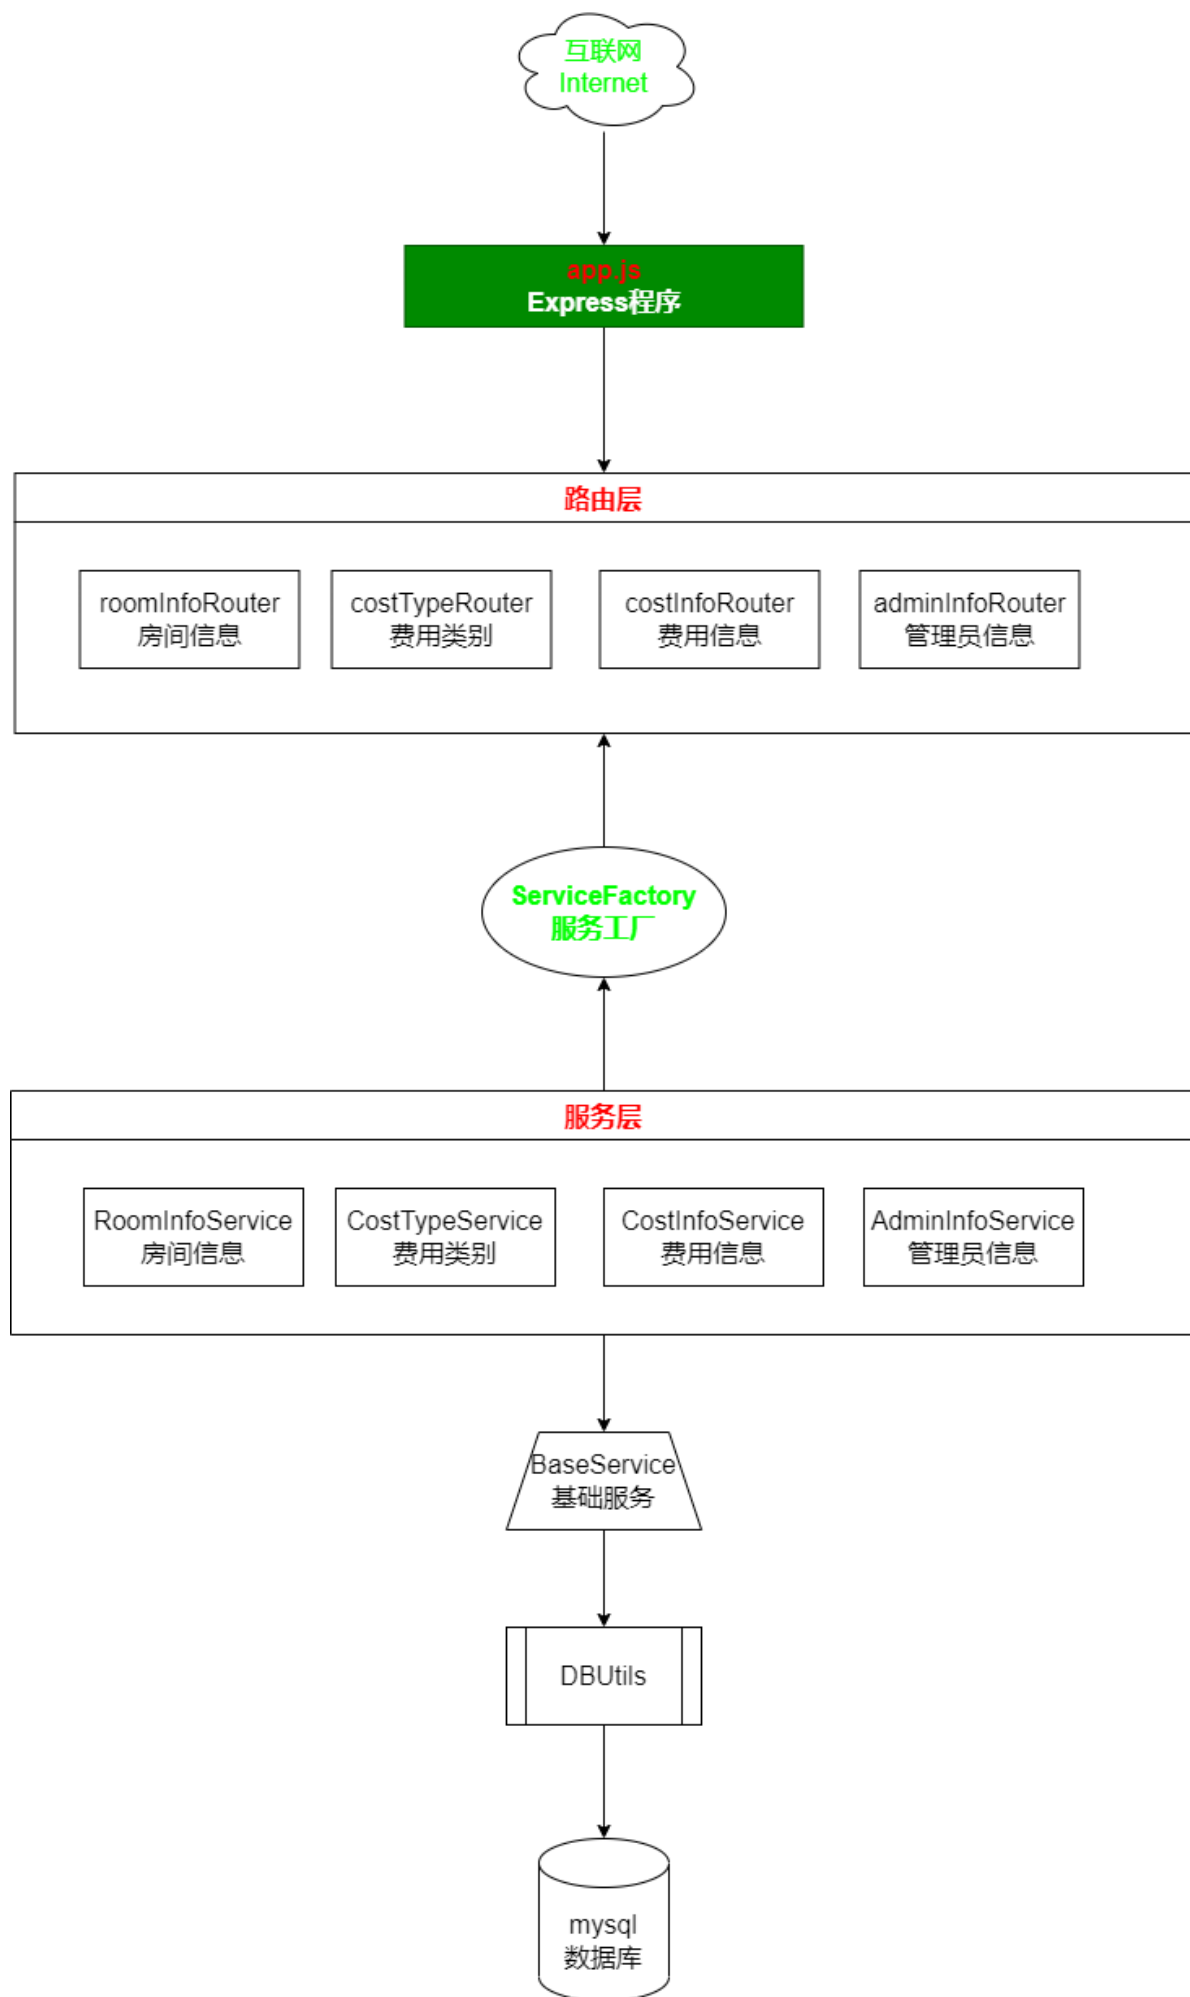 互联网
Internet
app.js
Express程序
路由层
roomInfoRouter
房间信息
costTypeRouter
费用类别
costInfoRouter
费用信息
adminInfoRouter
管理员信息
ServiceFactory
服务工厂
服务层
RoomInfoService
房间信息
CostTypeService
费用类别
CostInfoService
费用信息
AdminInfoService
管理员信息
BaseService
基础服务
DBUtils
mysql
数据库